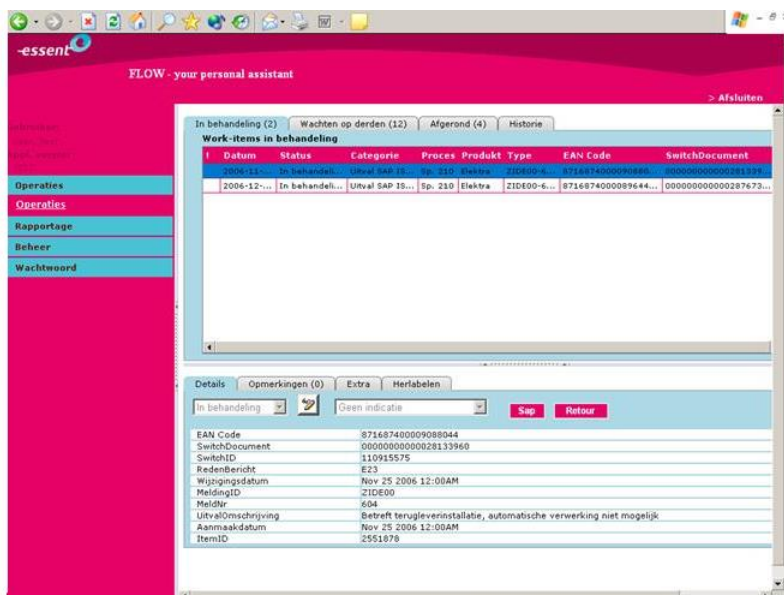 -essent
FLOW - your personal assistant
> Afsluiten
Operaties
Operaties
Rapportage
Beheer
Wachtwoord
In behandeling (2) Wachten op derden (12) Afgerond (4) Historie
Work-items in behandeling
! Datum Status Categorie Proces Produkt Type EAN Code SwitchDocument
2006-11-... In behandeli... Uitval SAP IS... Sp. 210 Elektra ZIDE00-6... 8716874000090880... 000000000000281339...
2006-12-... In behandeli... Uitval SAP IS... Sp. 210 Elektra ZIDE00-6... 8716874000089644... 000000000000287673...
Details Opmerkingen (0) Extra Herlabelen
In behandeling Geen indicatie Sap Retour
EAN Code 871687400009088044
SwitchDocument 00000000000028133960
SwitchID 110915575
RedenBericht E23
Wijzigingsdatum Nov 25 2006 12:00AM
MeldingID ZIDE00
MeldNr 604
UitvalOmschrijving Betreft terugleverinstallatie, automatische verwerking niet mogelijk
Aanmaakdatum Nov 25 2006 12:00AM
ItemID 2551878